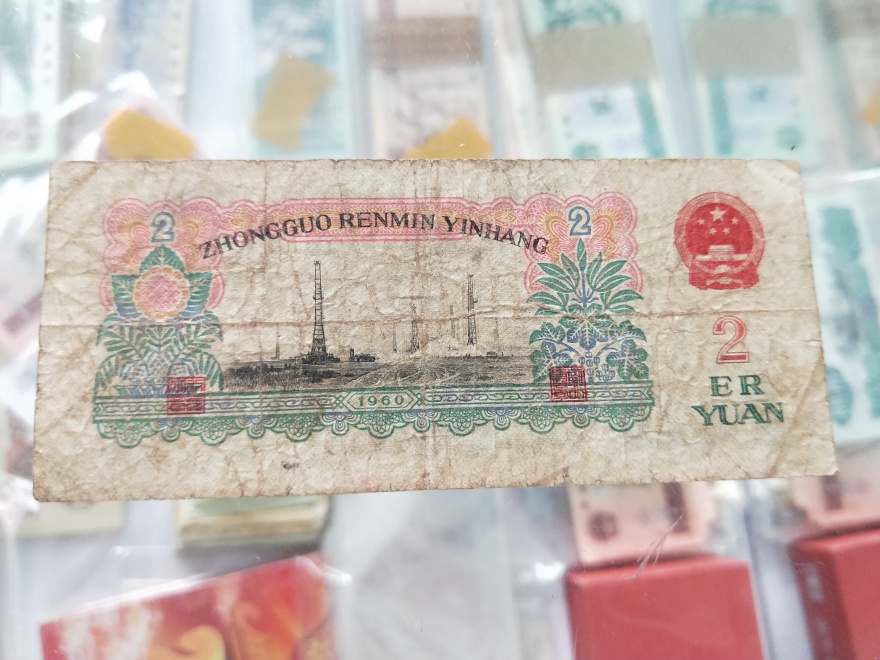 2
2
ZHONGGUO RENMIN YINHANG
1960
2
ER
YUAN